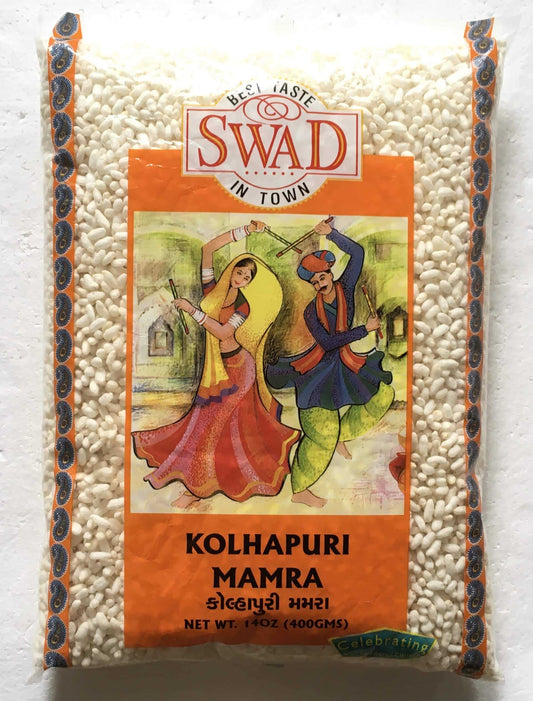 BEST TASTE
SWAD
IN TOWN
KOLHAPURI
MAMRA
કોલ્હાપુરી મમરા
NET WT. 14OZ (400GMS)
Celebrating